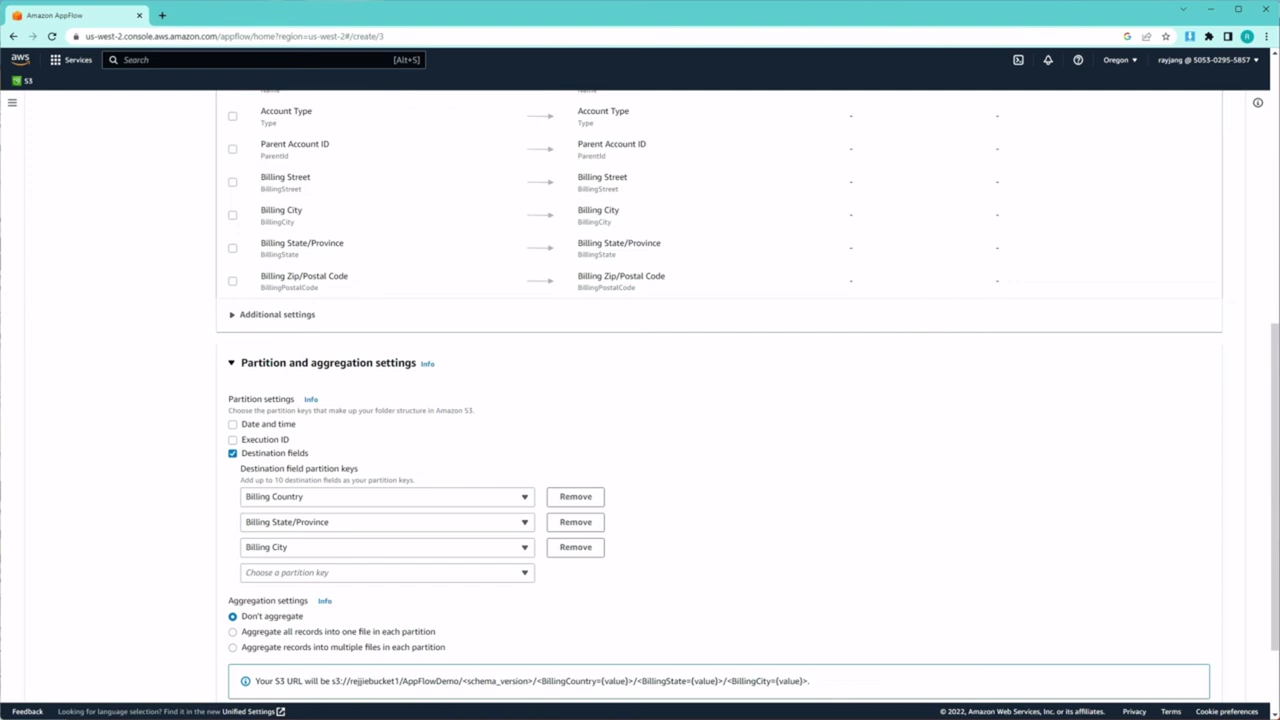 Amazon AppFlow
us-west-2.console.aws.amazon.com/appflow/home?region=us-west-2#/create/3
R
aws Services Search [Alt+S] Oregon ▼ rayjang @ 5053-0295-5857 ▼
S3
Name Name
Account Type Account Type - -
Type Type
Parent Account ID Parent Account ID - -
ParentId ParentId
Billing Street Billing Street - -
BillingStreet BillingStreet
Billing City Billing City - -
BillingCity BillingCity
Billing State/Province Billing State/Province - -
BillingState BillingState
Billing Zip/Postal Code Billing Zip/Postal Code - -
BillingPostalCode BillingPostalCode
Additional settings
Partition and aggregation settings Info
Partition settings Info
Choose the partition keys that make up your folder structure in Amazon S3.
Date and time
Execution ID
Destination fields
Destination field partition keys
Add up to 10 destination fields as your partition keys.
Billing Country Remove
Billing State/Province Remove
Billing City Remove
Choose a partition key
Aggregation settings Info
Don't aggregate
Aggregate all records into one file in each partition
Aggregate records into multiple files in each partition
Your S3 URL will be s3://rejjiebucket1/AppFlowDemo/<schema_version>/<BillingCountry={value}>/<BillingState={value}>/<BillingCity={value}>.
Feedback Looking for language selection? Find it in the new Unified Settings © 2022, Amazon Web Services, Inc. or its affiliates. Privacy Terms Cookie preferences